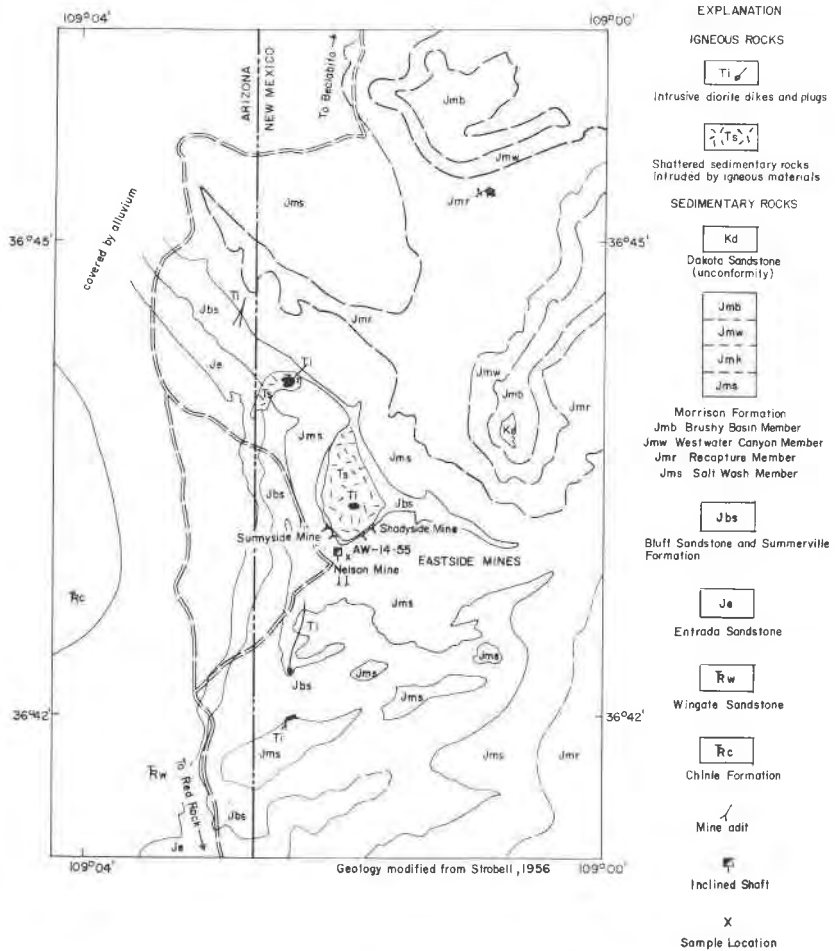 109°04'
109°00'
ARIZONA
NEW MEXICO
To Beclabito
Jmb
Jmw
Jms
Jmr
36°45'
36°45'
covered by alluvium
Ti
Jbs
Jmr
Je
Ti
Ts
Jmw
Jmb
Jmr
Kd
Jms
Jms
Ts
Ti
Jbs
Jbs
Sunnyside Mine
Shadyside Mine
AW-14-55
EASTSIDE MINES
Nelson Mine
Jms
Ti
Ꞧc
Jms
Jms
Jbs
Jms
36°42'
36°42'
Ti
Jms
Jms
Jmr
Ꞧw
To Red Rock
Jbs
Je
109°04'
Geology modified from Strobell, 1956
109°00'
EXPLANATION
IGNEOUS ROCKS
Ti
Intrusive diorite dikes and plugs
Ts
Shattered sedimentary rocks
intruded by igneous materials
SEDIMENTARY ROCKS
Kd
Dakota Sandstone
(unconformity)
Jmb
Jmw
Jmk
Jms
Morrison Formation
Jmb Brushy Basin Member
Jmw Westwater Canyon Member
Jmr Recapture Member
Jms Salt Wash Member
Jbs
Bluff Sandstone and Summerville
Formation
Je
Entrada Sandstone
Ꞧw
Wingate Sandstone
Ꞧc
Chinle Formation
Mine adit
Inclined Shaft
X
Sample Location